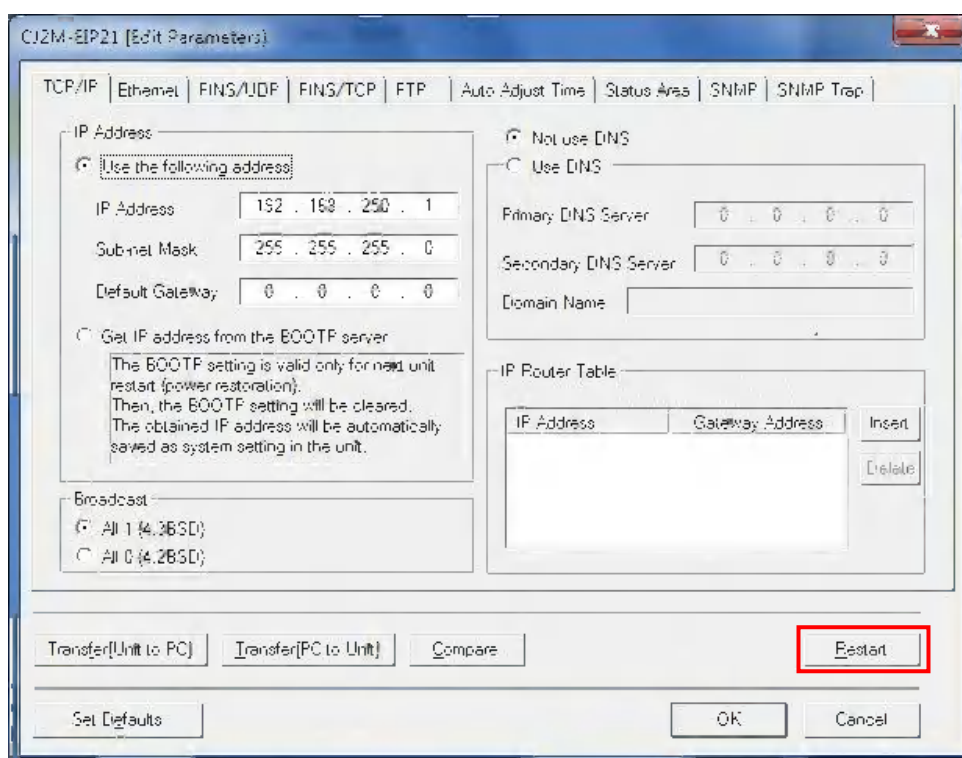 CJ2M-EIP21 [Edit Parameters]
TCP/IP Ethernet FINS/UDP FINS/TCP FTP Auto Adjust Time Status Area SNMP SNMP Trap
IP Address
Use the following address
IP Address 192 . 168 . 250 . 1
Sub-net Mask 255 . 255 . 255 . 0
Default Gateway 0 . 0 . 0 . 0
Get IP address from the BOOTP server
The BOOTP setting is valid only for next unit
restart (power restoration).
Then, the BOOTP setting will be cleared.
The obtained IP address will be automatically
saved as system setting in the unit.
Broadcast
All 1 (4.3BSD)
All 0 (4.2BSD)
Not use DNS
Use DNS
Primary DNS Server 0 . 0 . 0 . 0
Secondary DNS Server 0 . 0 . 0 . 0
Domain Name
IP Router Table
IP Address Gateway Address
Insert
Delete
Transfer[Unit to PC] Transfer[PC to Unit] Compare Restart
Set Defaults OK Cancel